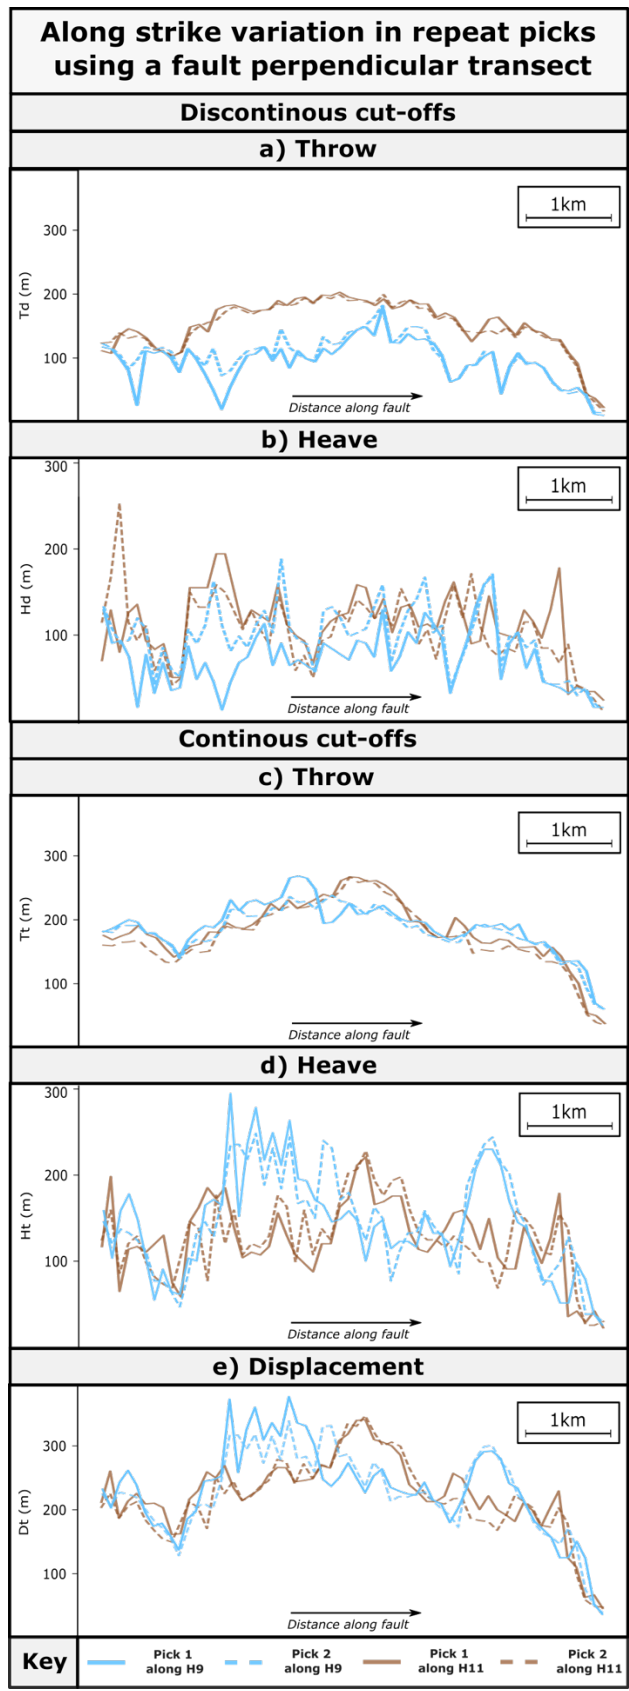 Along strike variation in repeat picks
using a fault perpendicular transect
Discontinous cut-offs
a) Throw
1km
300
200
100
Td (m)
Distance along fault
b) Heave
1km
300
200
100
Hd (m)
Distance along fault
Continous cut-offs
c) Throw
1km
300
200
100
Tt (m)
Distance along fault
d) Heave
1km
300
200
100
Ht (m)
Distance along fault
e) Displacement
1km
300
200
100
Dt (m)
Distance along fault
Key
Pick 1
along H9
Pick 2
along H9
Pick 1
along H11
Pick 2
along H11